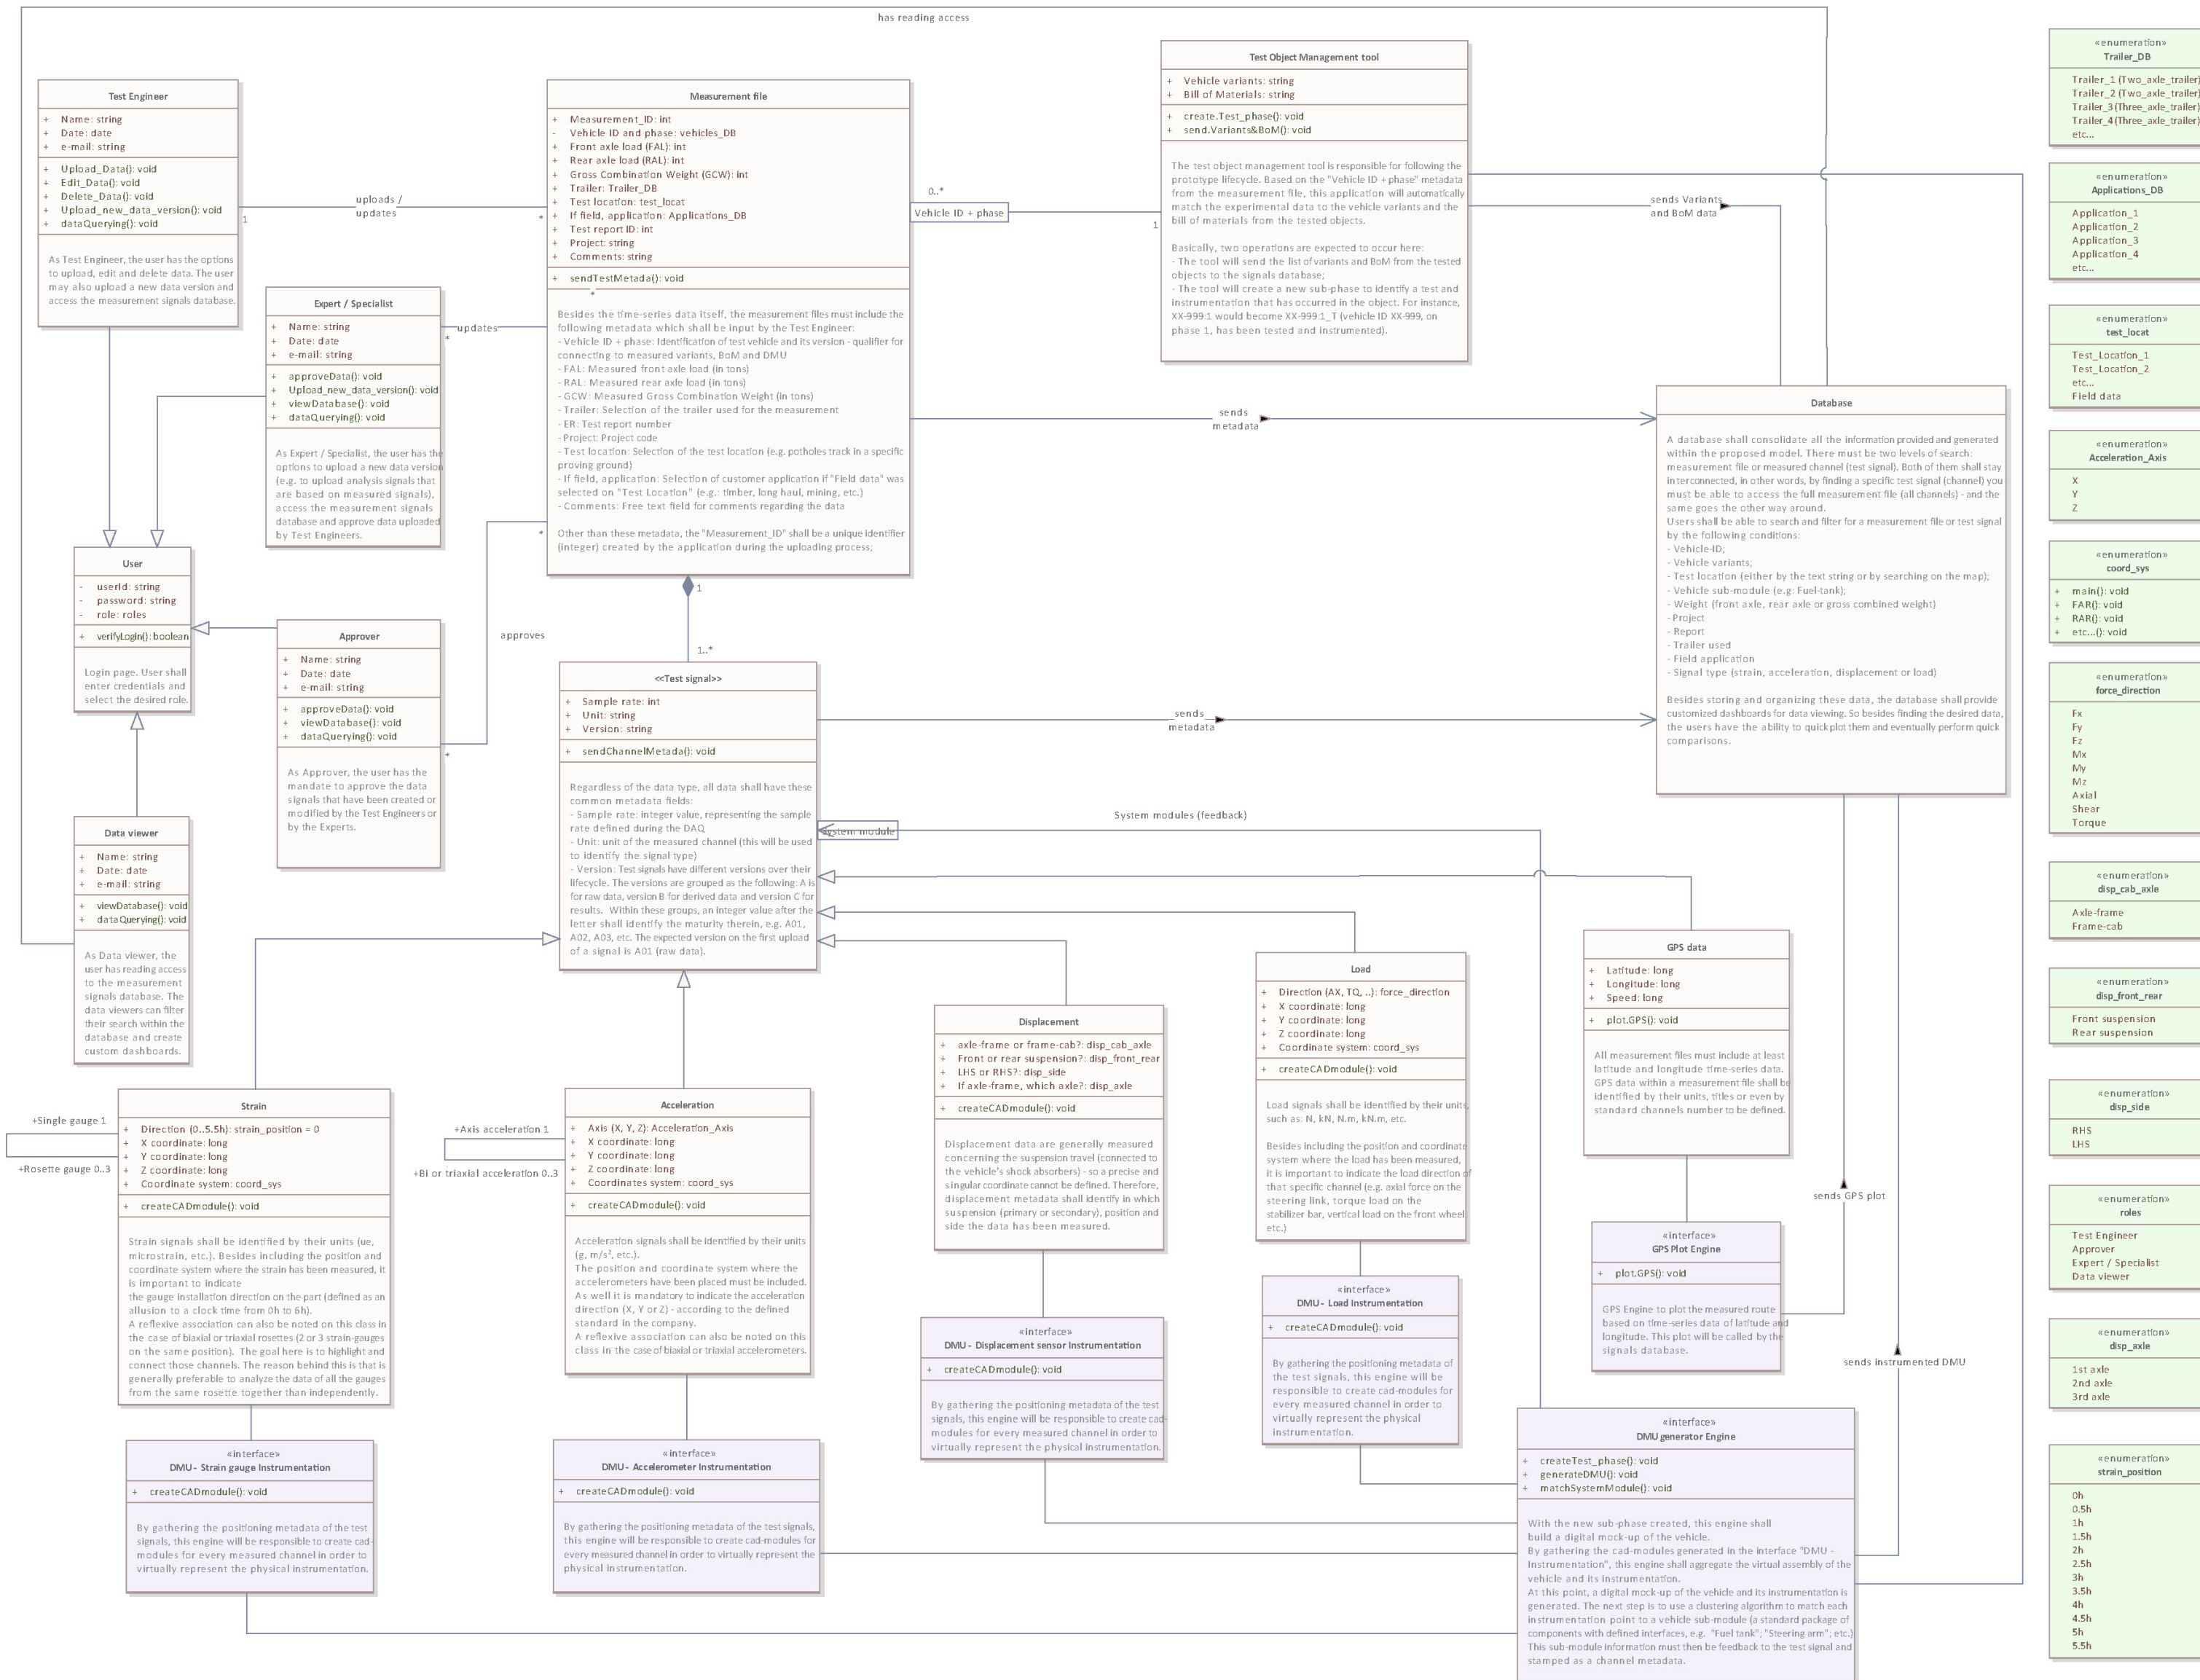 has reading access
Test Engineer
+ Name: string
+ Date: date
+ e-mail: string
+ Upload_Data(): void
+ Edit_Data(): void
+ Delete_Data(): void
+ Upload_new_data_version(): void
+ dataQuerying(): void
As Test Engineer, the user has the options
to upload, edit and delete data. The user
may also upload a new data version and
access the measurement signals database.
1
uploads /
updates
*
Measurement file
+ Measurement_ID: int
- Vehicle ID and phase: vehicles_DB
+ Front axle load (FAL): int
+ Rear axle load (RAL): int
+ Gross Combination Weight (GCW): int
+ Trailer: Trailer_DB
+ Test location: test_locat
+ If field, application: Applications_DB
+ Test report ID: int
+ Project: string
+ Comments: string
+ sendTestMetada(): void
*
Besides the time-series data itself, the measurement files must include the
following metadata which shall be input by the Test Engineer:
- Vehicle ID + phase: Identification of test vehicle and its version - qualifier for
connecting to measured variants, BoM and DMU
- FAL: Measured front axle load (in tons)
- RAL: Measured rear axle load (in tons)
- GCW: Measured Gross Combination Weight (in tons)
- Trailer: Selection of the trailer used for the measurement
- ER: Test report number
- Project: Project code
- Test location: Selection of the test location (e.g. potholes track in a specific
proving ground)
- If field, application: Selection of customer application if "Field data" was
selected on "Test Location" (e.g.: timber, long haul, mining, etc.)
- Comments: Free text field for comments regarding the data
Other than these metadata, the "Measurement_ID" shall be a unique identifier
(integer) created by the application during the uploading process;
0..*
Vehicle ID + phase
1
Test Object Management tool
+ Vehicle variants: string
+ Bill of Materials: string
+ create.Test_phase(): void
+ send.Variants&BoM(): void
The test object management tool is responsible for following the
prototype lifecycle. Based on the "Vehicle ID + phase" metadata
from the measurement file, this application will automatically
match the experimental data to the vehicle variants and the
bill of materials from the tested objects.
Basically, two operations are expected to occur here:
- The tool will send the list of variants and BoM from the tested
objects to the signals database;
- The tool will create a new sub-phase to identify a test and
instrumentation that has occurred in the object. For instance,
XX-999:1 would become XX-999:1_T (vehicle ID XX-999, on
phase 1, has been tested and instrumented).
sends Variants
and BoM data
Expert / Specialist
+ Name: string
+ Date: date
+ e-mail: string
+ approveData(): void
+ Upload_new_data_version(): void
+ viewDatabase(): void
+ dataQuerying(): void
As Expert / Specialist, the user has the
options to upload a new data version
(e.g. to upload analysis signals that
are based on measured signals),
access the measurement signals
database and approve data uploaded
by Test Engineers.
updates
*
sends
metadata
Database
A database shall consolidate all the information provided and generated
within the proposed model. There must be two levels of search:
measurement file or measured channel (test signal). Both of them shall stay
interconnected, in other words, by finding a specific test signal (channel) you
must be able to access the full measurement file (all channels) - and the
same goes the other way around.
Users shall be able to search and filter for a measurement file or test signal
by the following conditions:
- Vehicle-ID;
- Vehicle variants;
- Test location (either by the text string or by searching on the map);
- Vehicle sub-module (e.g: Fuel-tank);
- Weight (front axle, rear axle or gross combined weight)
- Project
- Report
- Trailer used
- Field application
- Signal type (strain, acceleration, displacement or load)
Besides storing and organizing these data, the database shall provide
customized dashboards for data viewing. So besides finding the desired data,
the users have the ability to quick plot them and eventually perform quick
comparisons.
User
- userId: string
- password: string
- role: roles
+ verifyLogin(): boolean
Login page. User shall
enter credentials and
select the desired role.
Approver
+ Name: string
+ Date: date
+ e-mail: string
+ approveData(): void
+ viewDatabase(): void
+ dataQuerying(): void
As Approver, the user has the
mandate to approve the data
signals that have been created or
modified by the Test Engineers or
by the Experts.
*
approves
*
1
1..*
<<Test signal>>
+ Sample rate: int
+ Unit: string
+ Version: string
+ sendChannelMetada(): void
Regardless of the data type, all data shall have these
common metadata fields:
- Sample rate: integer value, representing the sample
rate defined during the DAQ
- Unit: unit of the measured channel (this will be used
to identify the signal type)
- Version: Test signals have different versions over their
lifecycle. The versions are grouped as the following: A is
for raw data, version B for derived data and version C for
results. Within these groups, an integer value after the
letter shall identify the maturity therein, e.g. A01,
A02, A03, etc. The expected version on the first upload
of a signal is A01 (raw data).
sends
metadata
System module
System modules (feedback)
Data viewer
+ Name: string
+ Date: date
+ e-mail: string
+ viewDatabase(): void
+ dataQuerying(): void
As Data viewer, the
user has reading access
to the measurement
signals database. The
data viewers can filter
their search within the
database and create
custom dashboards.
+Single gauge 1
+Rosette gauge 0..3
Strain
+ Direction (0..5.5h): strain_position = 0
+ X coordinate: long
+ Y coordinate: long
+ Z coordinate: long
+ Coordinate system: coord_sys
+ createCADmodule(): void
Strain signals shall be identified by their units (ue,
microstrain, etc.). Besides including the position and
coordinate system where the strain has been measured, it
is important to indicate
the gauge installation direction on the part (defined as an
allusion to a clock time from 0h to 6h).
A reflexive association can also be noted on this class in
the case of biaxial or triaxial rosettes (2 or 3 strain-gauges
on the same position). The goal here is to highlight and
connect those channels. The reason behind this is that is
generally preferable to analyze the data of all the gauges
from the same rosette together than independently.
+Axis acceleration 1
+Bi or triaxial acceleration 0..3
Acceleration
+ Axis (X, Y, Z): Acceleration_Axis
+ X coordinate: long
+ Y coordinate: long
+ Z coordinate: long
+ Coordinates system: coord_sys
+ createCADmodule(): void
Acceleration signals shall be identified by their units
(g, m/s², etc.).
The position and coordinate system where the
accelerometers have been placed must be included.
As well it is mandatory to indicate the acceleration
direction (X, Y or Z) - according to the defined
standard in the company.
A reflexive association can also be noted on this
class in the case of biaxial or triaxial accelerometers.
Displacement
+ axle-frame or frame-cab?: disp_cab_axle
+ Front or rear suspension?: disp_front_rear
+ LHS or RHS?: disp_side
+ If axle-frame, which axle?: disp_axle
+ createCADmodule(): void
Displacement data are generally measured
concerning the suspension travel (connected to
the vehicle's shock absorbers) - so a precise and
singular coordinate cannot be defined. Therefore,
displacement metadata shall identify in which
suspension (primary or secondary), position and
side the data has been measured.
Load
+ Direction (AX, TQ, ..): force_direction
+ X coordinate: long
+ Y coordinate: long
+ Z coordinate: long
+ Coordinate system: coord_sys
+ createCADmodule(): void
Load signals shall be identified by their units,
such as: N, kN, N.m, kN.m, etc.
Besides including the position and coordinate
system where the load has been measured,
it is important to indicate the load direction of
that specific channel (e.g. axial force on the
steering link, torque load on the
stabilizer bar, vertical load on the front wheel,
etc.)
GPS data
+ Latitude: long
+ Longitude: long
+ Speed: long
+ plot.GPS(): void
All measurement files must include at least
latitude and longitude time-series data.
GPS data within a measurement file shall be
identified by their units, titles or even by
standard channels number to be defined.
«interface»
DMU - Strain gauge Instrumentation
+ createCADmodule(): void
By gathering the positioning metadata of the test
signals, this engine will be responsible to create cad-
modules for every measured channel in order to
virtually represent the physical instrumentation.
«interface»
DMU - Accelerometer Instrumentation
+ createCADmodule(): void
By gathering the positioning metadata of the test signals,
this engine will be responsible to create cad-modules for
every measured channel in order to virtually represent the
physical instrumentation.
«interface»
DMU - Displacement sensor Instrumentation
+ createCADmodule(): void
By gathering the positioning metadata of the test
signals, this engine will be responsible to create cad-
modules for every measured channel in order to
virtually represent the physical instrumentation.
«interface»
DMU - Load Instrumentation
+ createCADmodule(): void
By gathering the positioning metadata of
the test signals, this engine will be
responsible to create cad-modules for
every measured channel in order to
virtually represent the physical
instrumentation.
«interface»
GPS Plot Engine
+ plot.GPS(): void
GPS Engine to plot the measured route
based on time-series data of latitude and
longitude. This plot will be called by the
signals database.
sends GPS plot
sends instrumented DMU
«interface»
DMU generator Engine
+ createTest_phase(): void
+ generateDMU(): void
+ matchSystemModule(): void
With the new sub-phase created, this engine shall
build a digital mock-up of the vehicle.
By gathering the cad-modules generated in the interface "DMU -
Instrumentation", this engine shall aggregate the virtual assembly of the
vehicle and its instrumentation.
At this point, a digital mock-up of the vehicle and its instrumentation is
generated. The next step is to use a clustering algorithm to match each
instrumentation point to a vehicle sub-module (a standard package of
components with defined interfaces, e.g. "Fuel tank"; "Steering arm"; etc.)
This sub-module information must then be feedback to the test signal and
stamped as a channel metadata.
«enumeration»
Trailer_DB
Trailer_1 (Two_axle_trailer)
Trailer_2 (Two_axle_trailer)
Trailer_3 (Three_axle_trailer)
Trailer_4 (Three_axle_trailer)
etc...
«enumeration»
Applications_DB
Application_1
Application_2
Application_3
Application_4
etc...
«enumeration»
test_locat
Test_Location_1
Test_Location_2
etc...
Field data
«enumeration»
Acceleration_Axis
X
Y
Z
«enumeration»
coord_sys
+ main(): void
+ FAR(): void
+ RAR(): void
+ etc...(): void
«enumeration»
force_direction
Fx
Fy
Fz
Mx
My
Mz
Axial
Shear
Torque
«enumeration»
disp_cab_axle
Axle-frame
Frame-cab
«enumeration»
disp_front_rear
Front suspension
Rear suspension
«enumeration»
disp_side
RHS
LHS
«enumeration»
roles
Test Engineer
Approver
Expert / Specialist
Data viewer
«enumeration»
disp_axle
1st axle
2nd axle
3rd axle
«enumeration»
strain_position
0h
0.5h
1h
1.5h
2h
2.5h
3h
3.5h
4h
4.5h
5h
5.5h